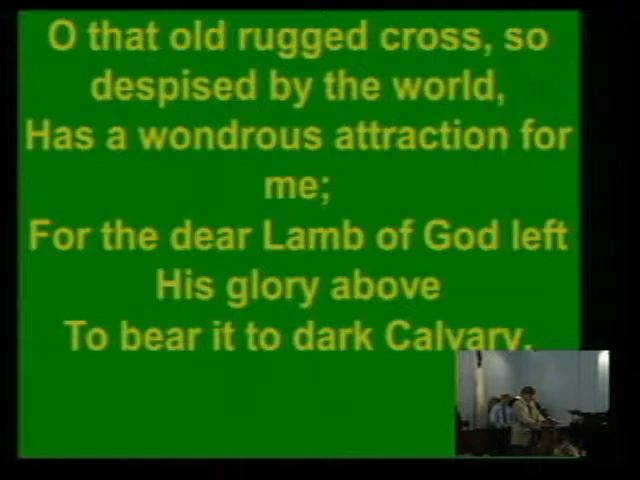 O that old rugged cross, so
despised by the world,
Has a wondrous attraction for
me;
For the dear Lamb of God left
His glory above
To bear it to dark Calvary.